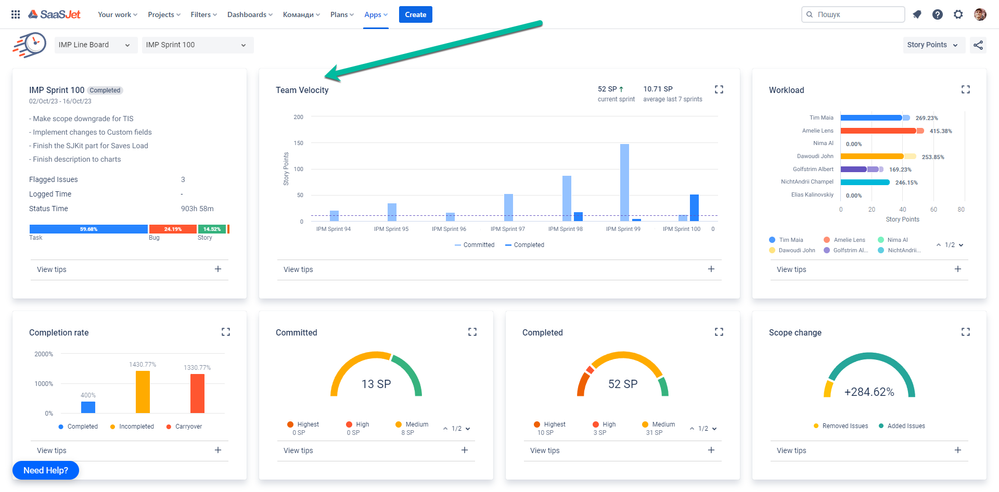 SaaSJet Your work Projects Filters Dashboards Команди Plans Apps Create Пошук
IMP Line Board IMP Sprint 100 Story Points
IMP Sprint 100 Completed
02/Oct/23 - 16/Oct/23
- Make scope downgrade for TIS
- Implement changes to Custom fields
- Finish the SJKit part for Saves Load
- Finish description to charts
Flagged Issues 3
Logged Time -
Status Time 903h 58m
59.68% 24.19% 14.52%
Task Bug Story
View tips
Team Velocity
52 SP ↑ 10.71 SP
current sprint average last 7 sprints
Story Points
200
150
100
50
0
IPM Sprint 94 IPM Sprint 95 IPM Sprint 96 IPM Sprint 97 IPM Sprint 98 IPM Sprint 99 IPM Sprint 100 0
Committed Completed
View tips
Workload
Tim Maia 269.23%
Amelie Lens 415.38%
Nima Al 0.00%
Dawoudi John 253.85%
Golfstrim Albert 169.23%
NichtAndrii Champel 246.15%
Elias Kalinovskiy 0.00%
0 20 40 60 80
Story Points
Tim Maia Amelie Lens Nima Al
Dawoudi John Golfstrim Al... NichtAndrii...
1/2
View tips
Completion rate
2000%
1000%
0%
400% 1430.77% 1330.77%
Completed Incompleted Carryover
View tips
Committed
13 SP
Highest High Medium
0 SP 0 SP 8 SP
1/2
View tips
Completed
52 SP
Highest High Medium
10 SP 3 SP 31 SP
1/2
View tips
Scope change
+284.62%
Removed Issues Added Issues
View tips
Need Help?